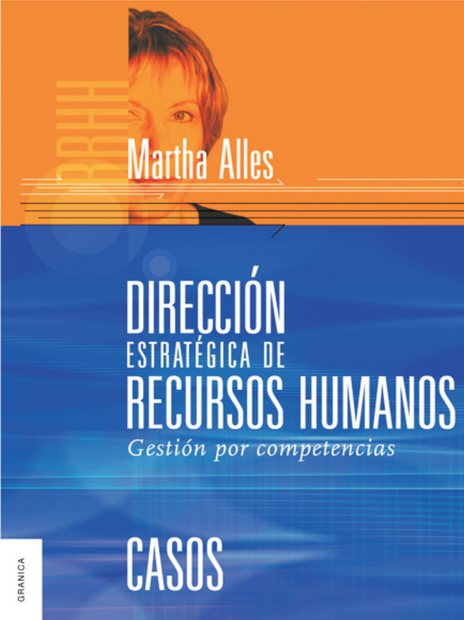 RRHH
Martha Alles
DIRECCIÓN
ESTRATÉGICA DE
RECURSOS HUMANOS
Gestión por competencias
CASOS
GRANICA